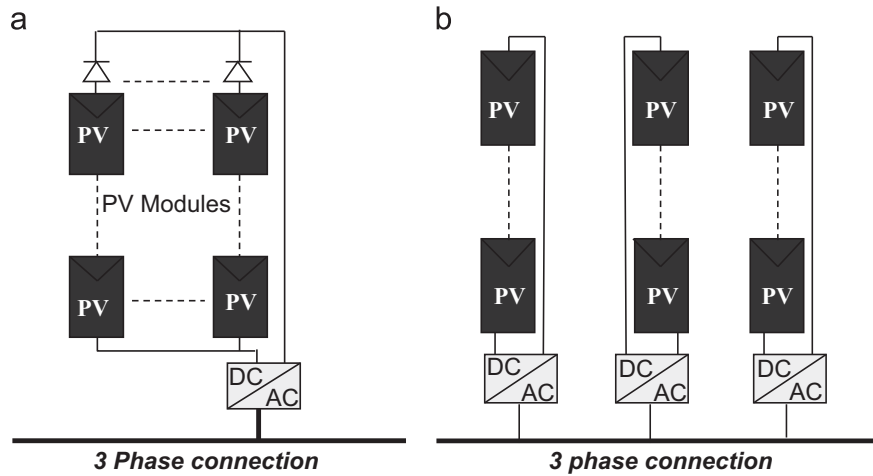 a
PV PV
PV Modules
PV PV
DC
AC
3 Phase connection
b
PV PV PV
PV PV PV
DC DC DC
AC AC AC
3 phase connection